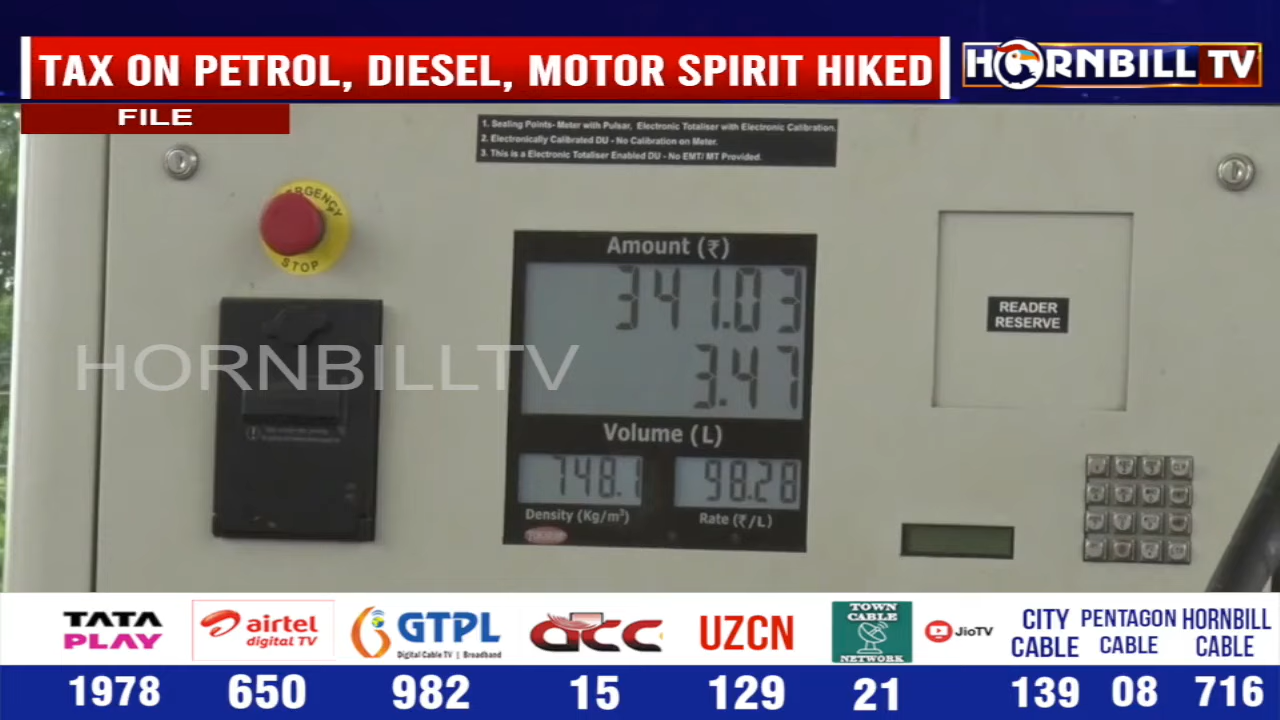 TAX ON PETROL, DIESEL, MOTOR SPIRIT HIKED
HORNBILL TV
FILE
1. Sealing Points- Meter with Pulsar, Electronic Totaliser with Electronic Calibration.
2. Electronically Calibrated DU - No Calibration on Meter.
3. This is a Electronic Totaliser Enabled DU - No EMT/ MT Provided.
EMERGENCY
STOP
Amount (₹)
341.03
3.47
Volume (L)
748.1
98.28
Density (Kg/m³)
Rate (₹/L)
READER
RESERVE
HORNBILLTV
TATA
PLAY
airtel
digital TV
GTPL
Digital Cable TV | Broadband
acc
UZCN
TOWN
CABLE
NETWORK
JioTV
CITY
CABLE
PENTAGON
CABLE
HORNBILL
CABLE
1978 650 982 15 129 21 139 08 716